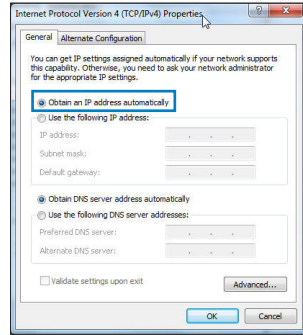 Internet Protocol Version 4 (TCP/IPv4) Properties
General
Alternate Configuration
You can get IP settings assigned automatically if your network supports
this capability. Otherwise, you need to ask your network administrator
for the appropriate IP settings.
Obtain an IP address automatically
Use the following IP address:
IP address:
Subnet mask:
Default gateway:
Obtain DNS server address automatically
Use the following DNS server addresses:
Preferred DNS server:
Alternate DNS server:
Validate settings upon exit
Advanced...
OK
Cancel